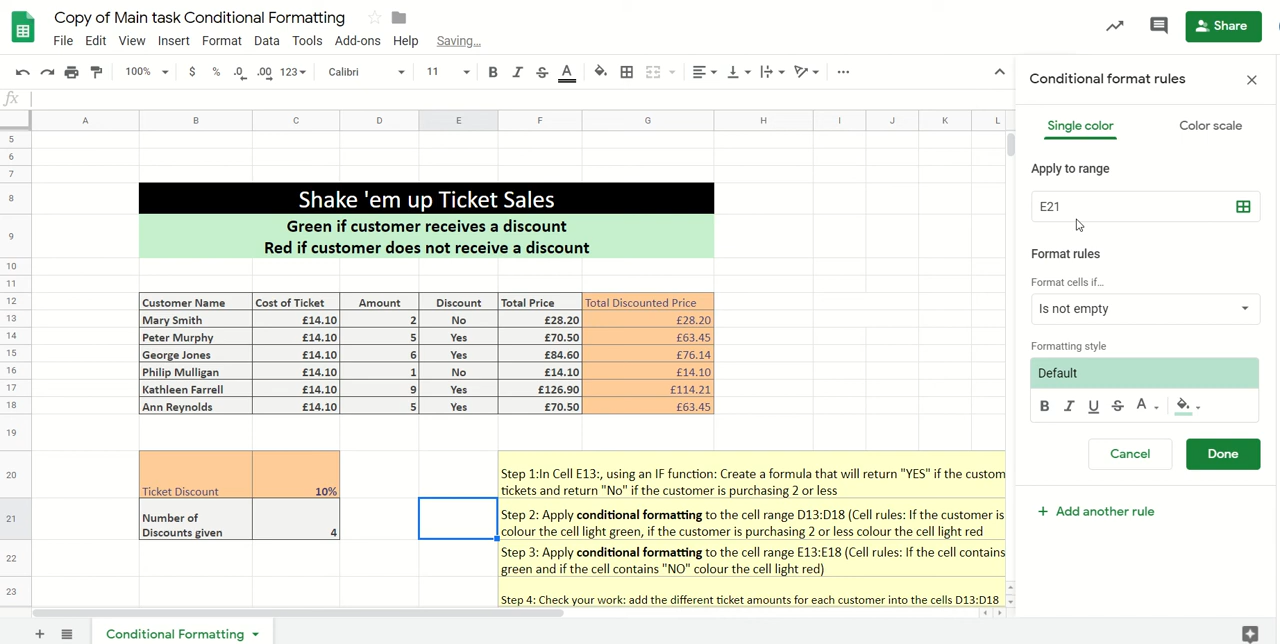 Copy of Main task Conditional Formatting
File Edit View Insert Format Data Tools Add-ons Help Saving...
Share
100% $ % .0 .00 123 Calibri 11 B I S A
fx
A B C D E F G H I J K L
5
6
7
8 Shake 'em up Ticket Sales
9 Green if customer receives a discount
Red if customer does not receive a discount
10
11
12 Customer Name Cost of Ticket Amount Discount Total Price Total Discounted Price
13 Mary Smith £14.10 2 No £28.20 £28.20
14 Peter Murphy £14.10 5 Yes £70.50 £63.45
15 George Jones £14.10 6 Yes £84.60 £76.14
16 Philip Mulligan £14.10 1 No £14.10 £14.10
17 Kathleen Farrell £14.10 9 Yes £126.90 £114.21
18 Ann Reynolds £14.10 5 Yes £70.50 £63.45
19
20 Ticket Discount 10% Step 1:In Cell E13:, using an IF function: Create a formula that will return "YES" if the custom
tickets and return "No" if the customer is purchasing 2 or less
21 Number of
Discounts given 4
Step 2: Apply conditional formatting to the cell range D13:D18 (Cell rules: If the customer is
colour the cell light green, if the customer is purchasing 2 or less colour the cell light red
22 Step 3: Apply conditional formatting to the cell range E13:E18 (Cell rules: If the cell contains
green and if the cell contains "NO" colour the cell light red)
23 Step 4: Check your work: add the different ticket amounts for each customer into the cells D13:D18
Conditional Formatting
Conditional format rules
Single color Color scale
Apply to range
E21
Format rules
Format cells if...
Is not empty
Formatting style
Default
B I U S A
Cancel Done
+ Add another rule